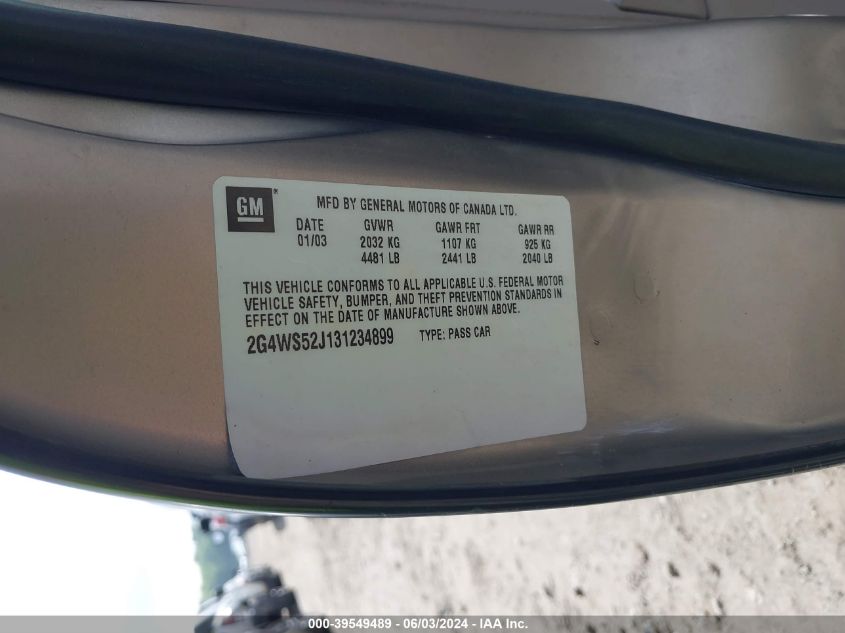 GM
MFD BY GENERAL MOTORS OF CANADA LTD.
DATE GVWR GAWR FRT GAWR RR
01/03 2032 KG 1107 KG 925 KG
4481 LB 2441 LB 2040 LB
THIS VEHICLE CONFORMS TO ALL APPLICABLE U.S. FEDERAL MOTOR
VEHICLE SAFETY, BUMPER, AND THEFT PREVENTION STANDARDS IN
EFFECT ON THE DATE OF MANUFACTURE SHOWN ABOVE.
2G4WS52J131234899 TYPE: PASS CAR
000-39549489 - 06/03/2024 - IAA Inc.